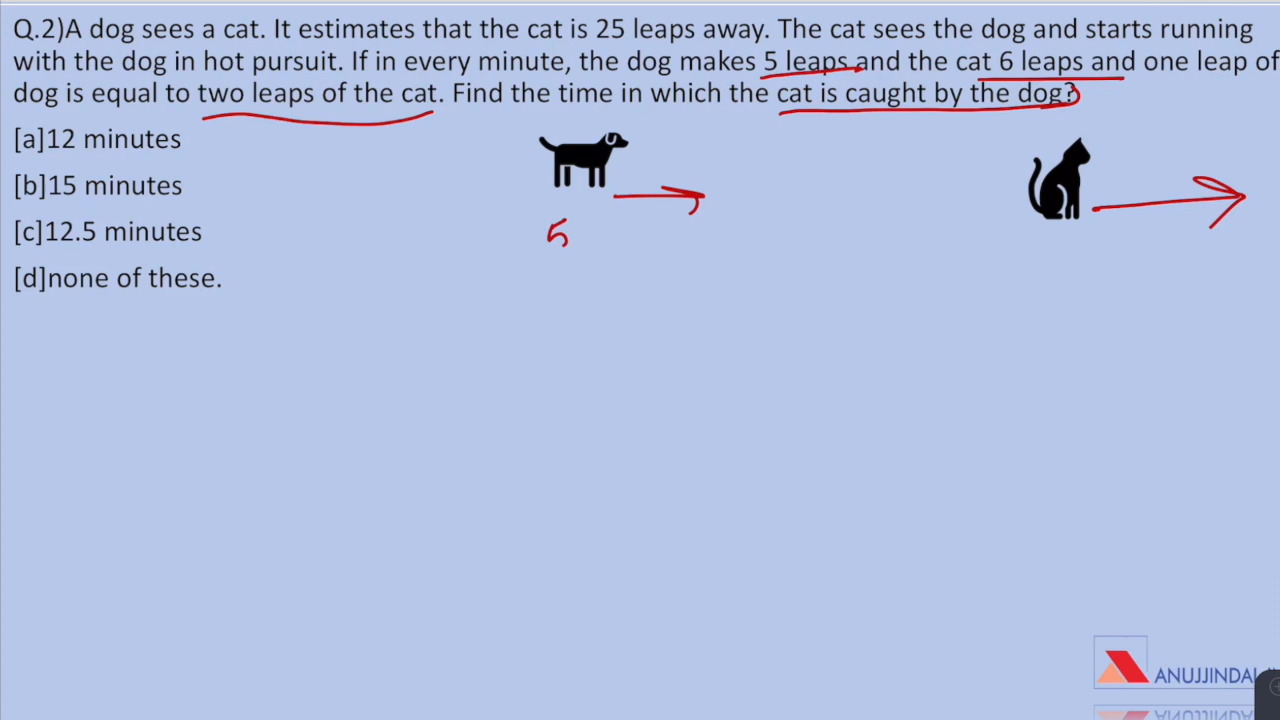 Q.2)A dog sees a cat. It estimates that the cat is 25 leaps away. The cat sees the dog and starts running
with the dog in hot pursuit. If in every minute, the dog makes 5 leaps and the cat 6 leaps and one leap of
dog is equal to two leaps of the cat. Find the time in which the cat is caught by the dog?
[a]12 minutes
[b]15 minutes
[c]12.5 minutes
[d]none of these.
5
ANUJJINDAL